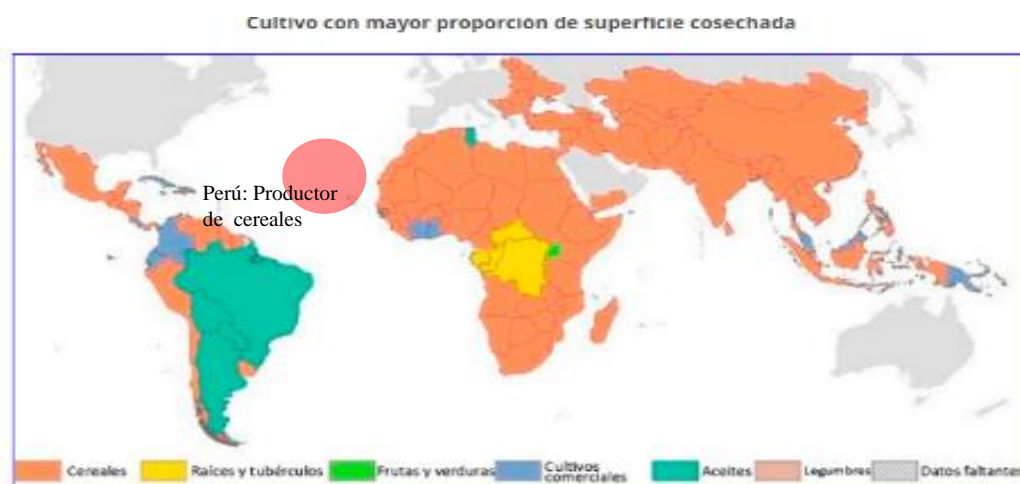 Cultivo con mayor proporción de superficie cosechada
Perú: Productor
de cereales
Cereales
Raíces y tubérculos
Frutas y verduras
Cultivos
comerciales
Aceites
Legumbres
Datos faltantes